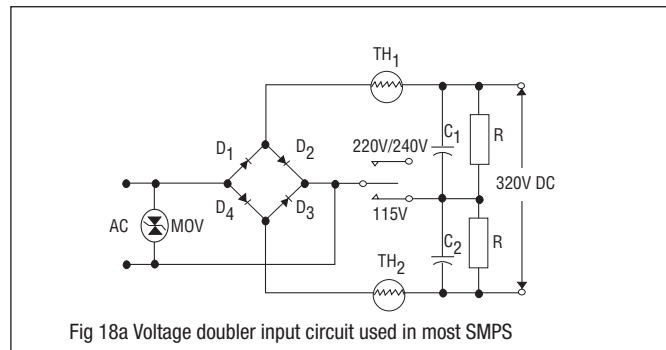 TH1
D1
D2
D4
D3
AC
MOV
220V/240V
115V
C1
R
320V DC
C2
R
TH2
Fig 18a Voltage doubler input circuit used in most SMPS